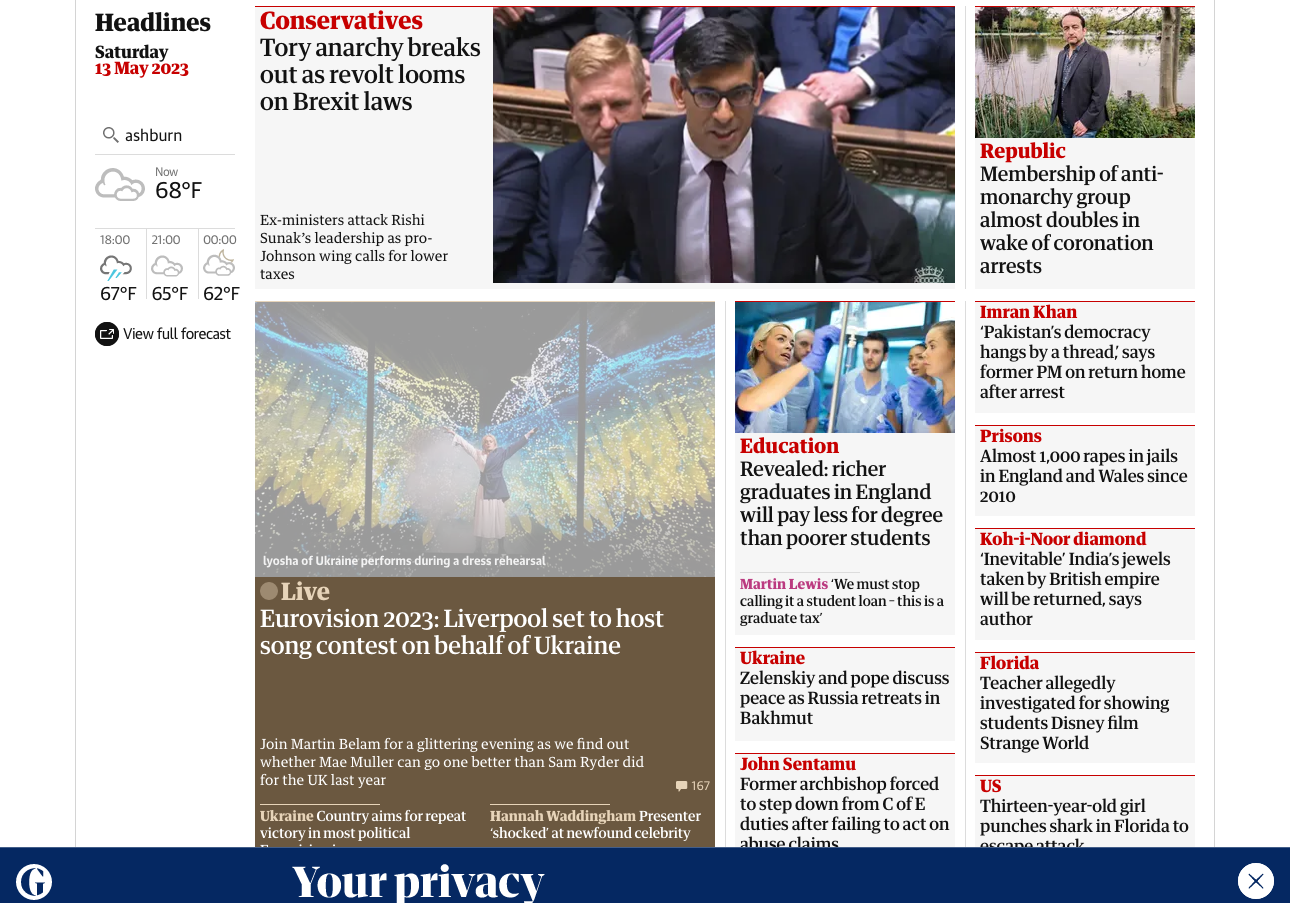 Headlines
Saturday
13 May 2023
ashburn
Now
68°F
18:00
21:00
00:00
67°F
65°F
62°F
View full forecast
Conservatives
Tory anarchy breaks
out as revolt looms
on Brexit laws
Ex-ministers attack Rishi
Sunak’s leadership as pro-
Johnson wing calls for lower
taxes
Republic
Membership of anti-
monarchy group
almost doubles in
wake of coronation
arrests
lyosha of Ukraine performs during a dress rehearsal
Live
Eurovision 2023: Liverpool set to host
song contest on behalf of Ukraine
Join Martin Belam for a glittering evening as we find out
whether Mae Muller can go one better than Sam Ryder did
for the UK last year
167
Ukraine Country aims for repeat
victory in most political
Hannah Waddingham Presenter
‘shocked’ at newfound celebrity
Education
Revealed: richer
graduates in England
will pay less for degree
than poorer students
Martin Lewis ‘We must stop
calling it a student loan – this is a
graduate tax’
Ukraine
Zelenskiy and pope discuss
peace as Russia retreats in
Bakhmut
John Sentamu
Former archbishop forced
to step down from C of E
duties after failing to act on
abuse claims
Imran Khan
‘Pakistan’s democracy
hangs by a thread,’ says
former PM on return home
after arrest
Prisons
Almost 1,000 rapes in jails
in England and Wales since
2010
Koh-i-Noor diamond
‘Inevitable’ India’s jewels
taken by British empire
will be returned, says
author
Florida
Teacher allegedly
investigated for showing
students Disney film
Strange World
US
Thirteen-year-old girl
punches shark in Florida to
escape attack
G
Your privacy